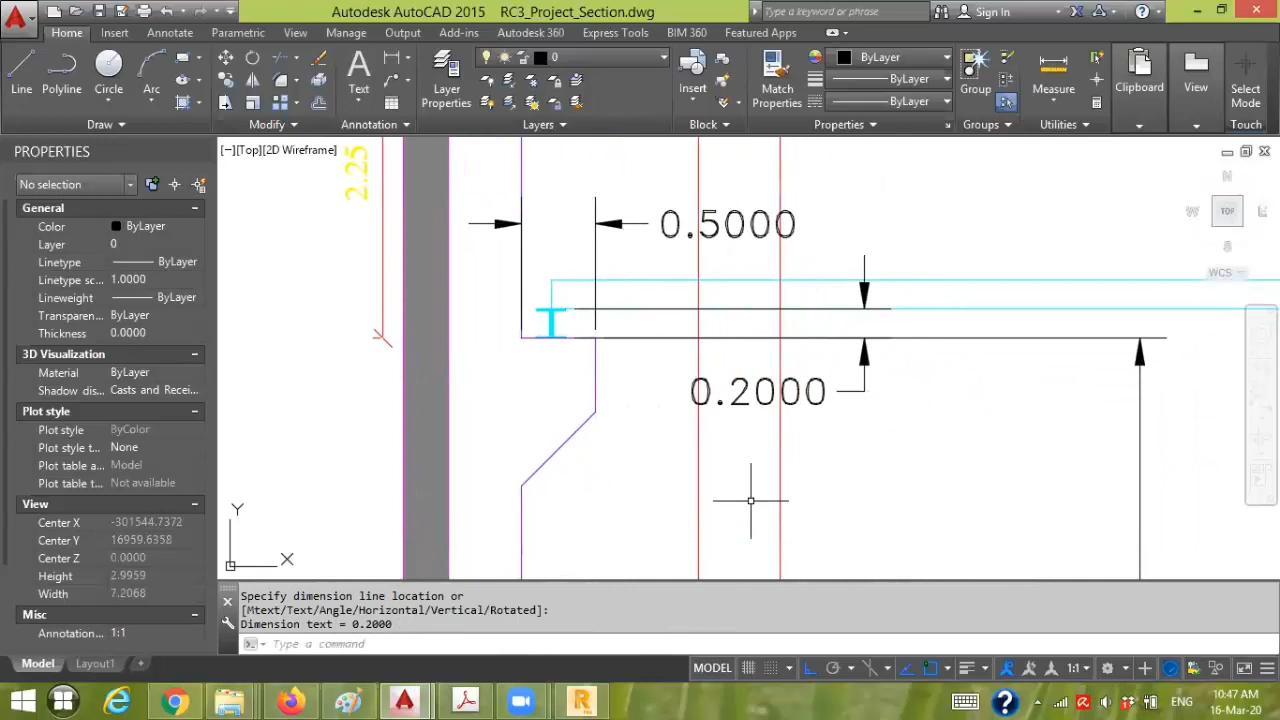 Autodesk AutoCAD 2015 RC3_Project_Section.dwg
Type a keyword or phrase
Sign In
Home Insert Annotate Parametric View Manage Output Add-ins Autodesk 360 Express Tools BIM 360 Featured Apps
Line
Polyline
Circle
Arc
Text
Layer
Properties
0
Insert
Match
Properties
ByLayer
ByLayer
ByLayer
Group
Measure
Clipboard
View
Select
Mode
Draw Modify Annotation Layers Block Properties Groups Utilities Touch
PROPERTIES
No selection
General
Color ByLayer
Layer 0
Linetype ByLayer
Linetype sc... 1.0000
Lineweight ByLayer
Transparen... ByLayer
Thickness 0.0000
3D Visualization
Material ByLayer
Shadow dis... Casts and Recei...
Plot style
Plot style ByColor
Plot style t... None
Plot table a... Model
Plot table t... Not available
View
Center X -301544.7372
Center Y 16959.6358
Center Z 0.0000
Height 2.9959
Width 7.2068
Misc
Annotation... 1:1
[−][Top][2D Wireframe]
2.25
0.5000
0.2000
N
W
TOP
E
S
WCS
Y
X
Specify dimension line location or
[Mtext/Text/Angle/Horizontal/Vertical/Rotated]:
Dimension text = 0.2000
Type a command
Model Layout1 +
MODEL
1:1
ENG
10:47 AM
16-Mar-20